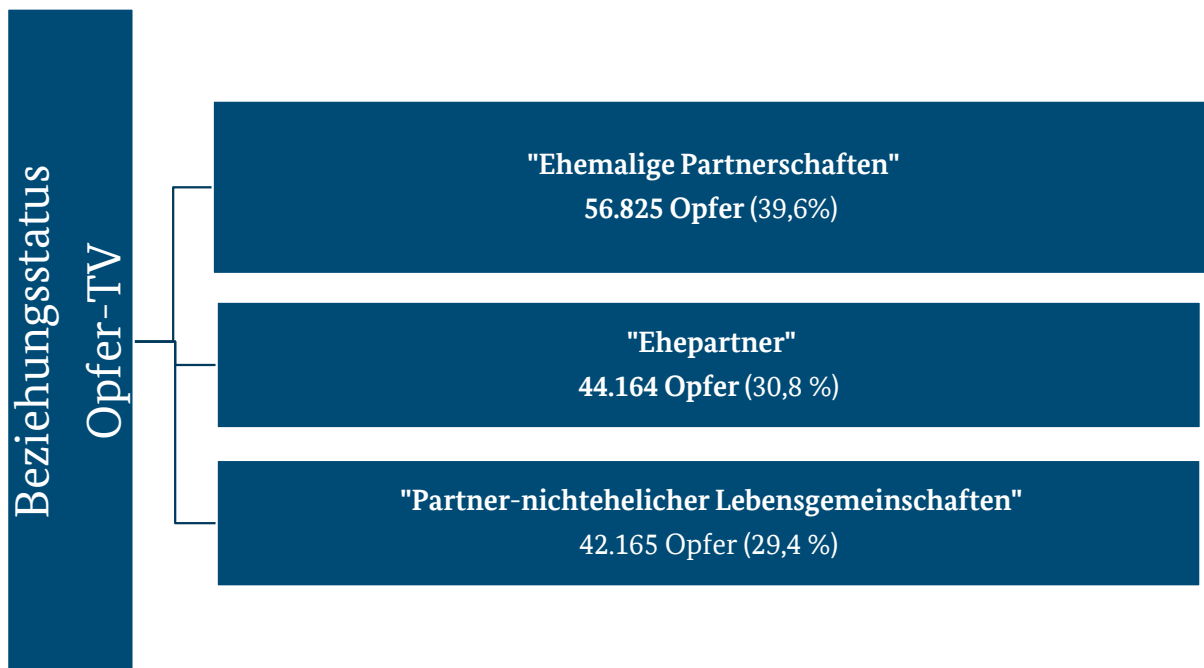 Beziehungsstatus
Opfer-TV
"Ehemalige Partnerschaften"
56.825 Opfer (39,6%)
"Ehepartner"
44.164 Opfer (30,8 %)
"Partner-nichtehelicher Lebensgemeinschaften"
42.165 Opfer (29,4 %)